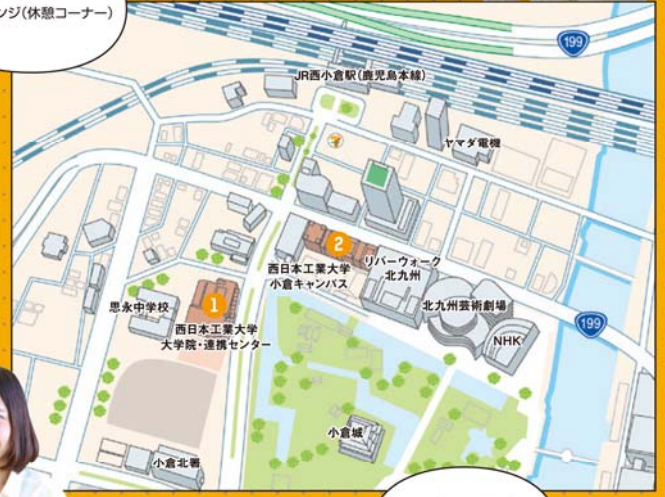 ンジ(休憩コーナー)
199
JR西小倉駅(鹿児島本線)
ヤマダ電機
7
2
西日本工業大学
小倉キャンパス
リバーウォーク
北九州
1
思永中学校
西日本工業大学
大学院・連携センター
北九州芸術劇場
199
NHK
小倉城
小倉北署